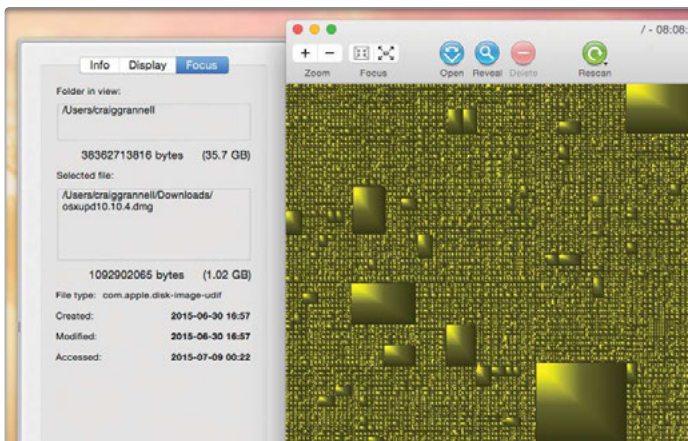 Info Display Focus
Folder in view:
/Users/craiggrannell
38362713816 bytes (35.7 GB)
Selected file:
/Users/craiggrannell/Downloads/
osxupd10.10.4.dmg
1092902065 bytes (1.02 GB)
File type: com.apple.disk-image-udif
Created: 2015-06-30 16:57
Modified: 2015-06-30 16:57
Accessed: 2015-07-09 00:22
/ - 08:08:
Zoom Focus Open Reveal Delete Rescan